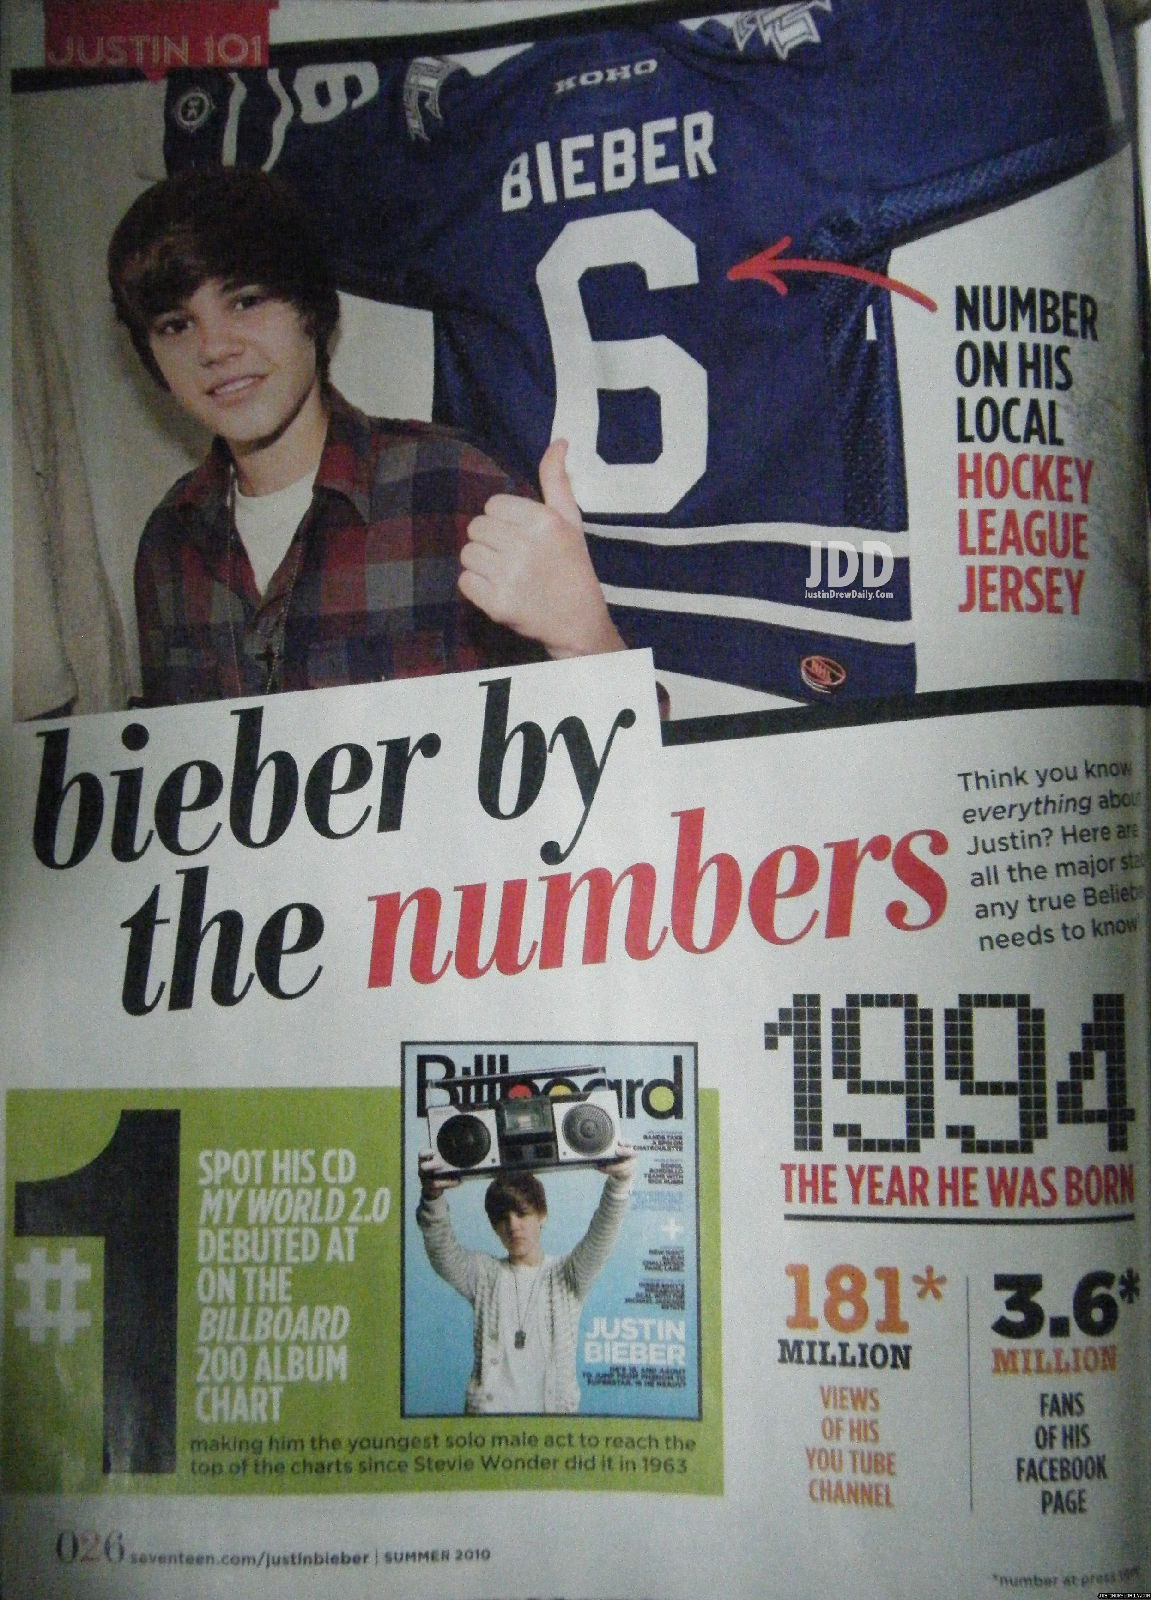 JUSTIN 101
KOHO
BIEBER
6
NUMBER
ON HIS
LOCAL
HOCKEY
LEAGUE
JERSEY
JDD
JustinDrewDaily.Com
NHL
bieber by
the numbers
Think you know
everything
Justin? Here are
all the major
any true
needs to know
1994
THE YEAR HE WAS BORN
#1
SPOT HIS CD
MY WORLD 2.0
DEBUTED AT
ON THE
BILLBOARD
200 ALBUM
CHART
making him the youngest solo male act to reach the
top of the charts since Stevie Wonder did it in 1963
Billboard
JUSTIN
BIEBER
181*
MILLION
VIEWS
OF HIS
YOU TUBE
CHANNEL
3.6*
MILLION
FANS
OF HIS
FACEBOOK
PAGE
026 seventeen.com/justinbieber | SUMMER 2010
*number at press